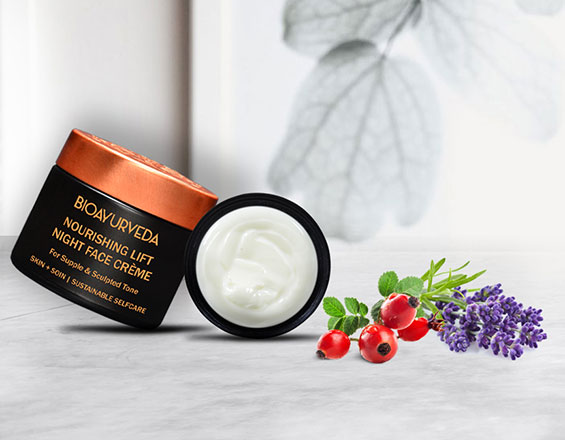 BIOAYURVEDA
NOURISHING LIFT
NIGHT FACE CRÈME
For Supple & Sculpted Tone
SKIN • SOIN | SUSTAINABLE SELFCARE